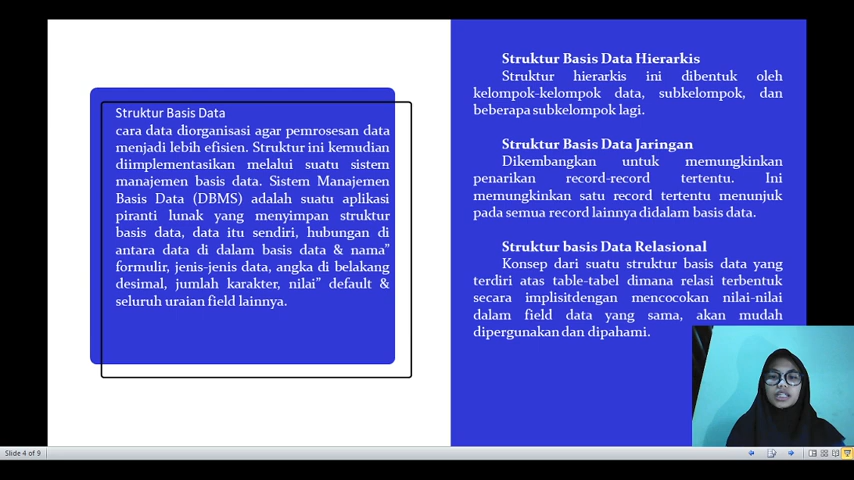 Struktur Basis Data
cara data diorganisasi agar pemrosesan data
menjadi lebih efisien. Struktur ini kemudian
diimplementasikan melalui suatu sistem
manajemen basis data. Sistem Manajemen
Basis Data (DBMS) adalah suatu aplikasi
piranti lunak yang menyimpan struktur
basis data, data itu sendiri, hubungan di
antara data di dalam basis data & nama”
formulir, jenis-jenis data, angka di belakang
desimal, jumlah karakter, nilai” default &
seluruh uraian field lainnya.
Struktur Basis Data Hierarkis
Struktur hierarkis ini dibentuk oleh
kelompok-kelompok data, subkelompok, dan
beberapa subkelompok lagi.
Struktur Basis Data Jaringan
Dikembangkan untuk memungkinkan
penarikan record-record tertentu. Ini
memungkinkan satu record tertentu menunjuk
pada semua record lainnya didalam basis data.
Struktur basis Data Relasional
Konsep dari suatu struktur basis data yang
terdiri atas table-tabel dimana relasi terbentuk
secara implisitdengan mencocokan nilai-nilai
dalam field data yang sama, akan mudah
dipergunakan dan dipahami.
Slide 4 of 9